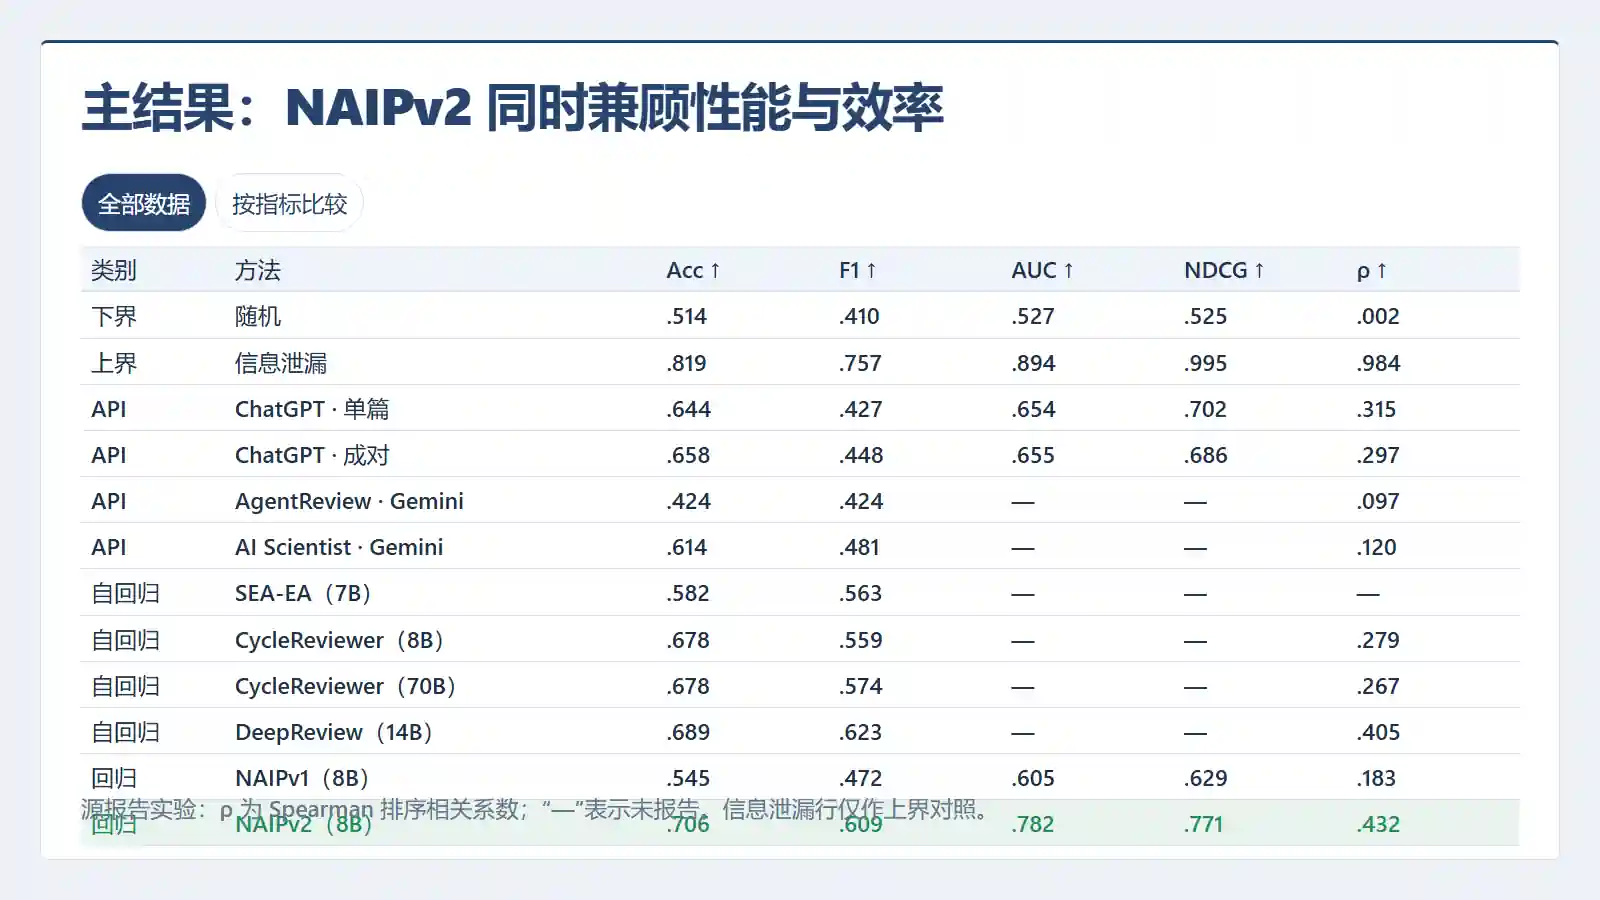 主结果：NAIPv2 同时兼顾性能与效率
全部数据 按指标比较
类别 方法 Acc ↑ F1 ↑ AUC ↑ NDCG ↑ ρ ↑
下界 随机 .514 .410 .527 .525 .002
上界 信息泄漏 .819 .757 .894 .995 .984
API ChatGPT · 单篇 .644 .427 .654 .702 .315
API ChatGPT · 成对 .658 .448 .655 .686 .297
API AgentReview · Gemini .424 .424 — — .097
API AI Scientist · Gemini .614 .481 — — .120
自回归 SEA-EA（7B） .582 .563 — — —
自回归 CycleReviewer（8B） .678 .559 — — .279
自回归 CycleReviewer（70B） .678 .574 — — .267
自回归 DeepReview（14B） .689 .623 — — .405
回归 NAIPv1（8B） .545 .472 .605 .629 .183
源报告实验：ρ 为 Spearman 排序相关系数；“—”表示未报告。信息泄漏行仅作上界对照。
回归 NAIPv2（8B） .706 .609 .782 .771 .432